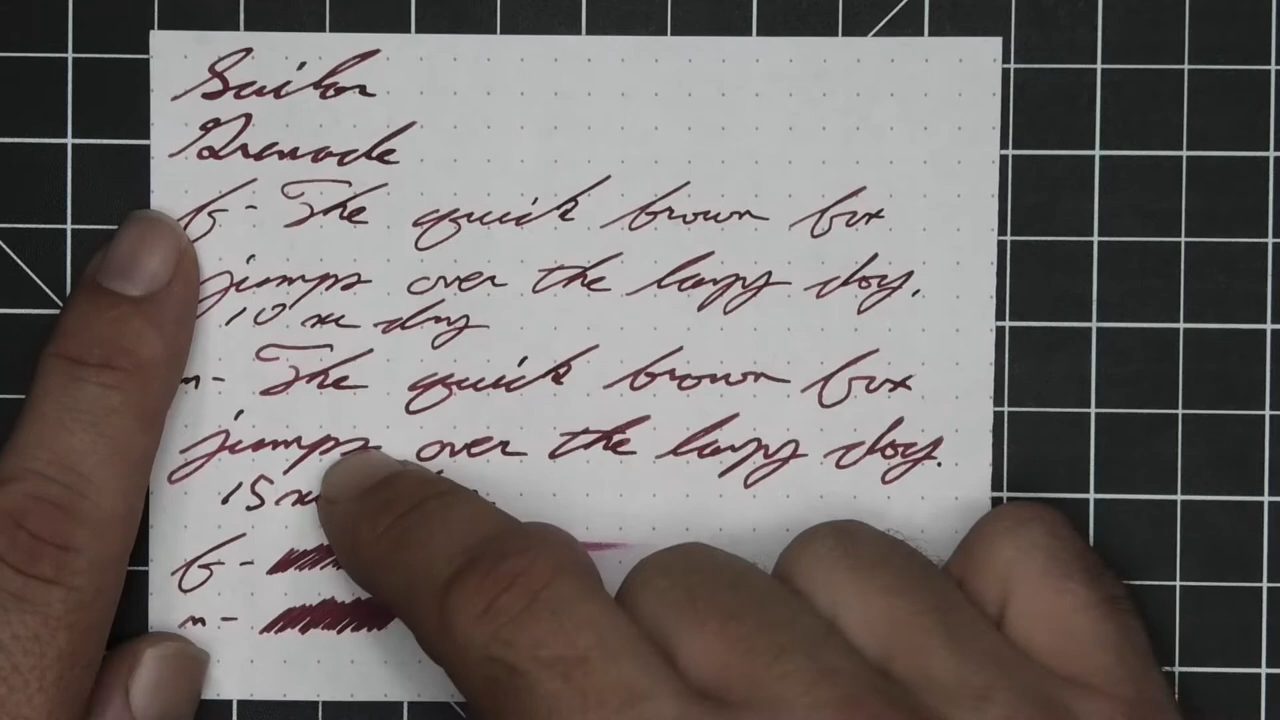 Sailor
Grenade
f - The quick brown fox
jumps over the lazy dog.
10 sec dry
m - The quick brown fox
jumps over the lazy dog.
15
f -
m -